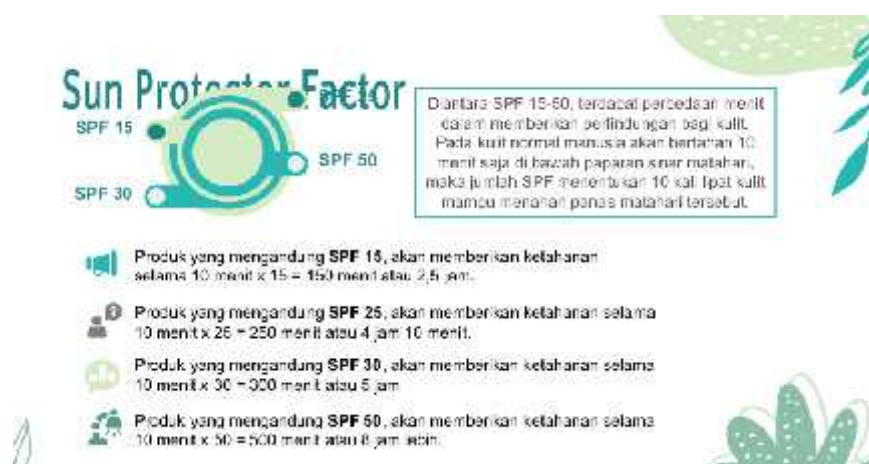 Sun Protector Factor
SPF 15
SPF 50
SPF 30
Diantara SPF 15-50, terdapat percedaan menit
dalam memberikan perlindungan bagi kulit.
Pada kulit normal manusia akan bertahan 10
menit saja di bawah paparan sinar matahari,
maka jumlah SPF menentukan 10 kali lipat kulit
mampu menahan panas matahari tersebut.
Produk yang mengandung SPF 15, akan memberikan ketahanan
selama 10 menit x 15 = 150 menit atau 2,5 jam.
Produk yang mengandung SPF 25, akan memberikan ketahanan selama
10 menit x 25 = 250 menit atau 4 jam 10 menit.
Produk yang mengandung SPF 30, akan memberikan ketahanan selama
10 menit x 30 = 300 menit atau 5 jam
Produk yang mengandung SPF 50, akan memberikan ketahanan selama
10 menit x 50 = 500 menit atau 8 jam lebih.